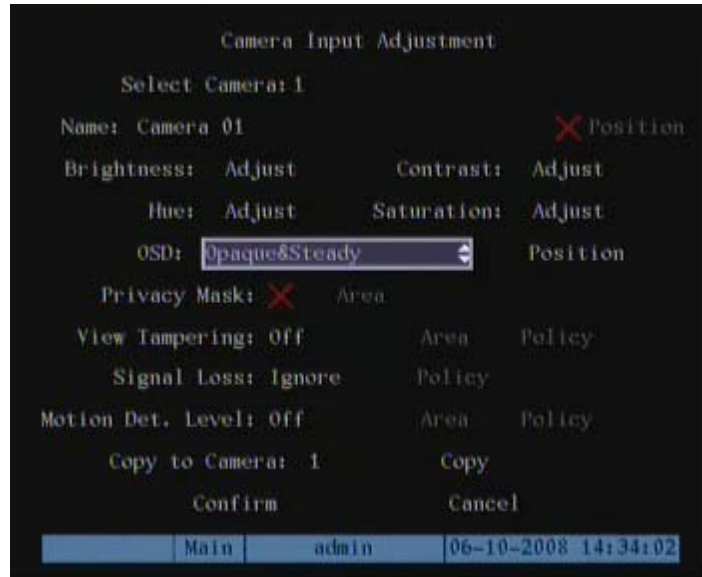 Camera Input Adjustment
Select Camera: 1
Name: Camera 01 Position
Brightness: Adjust Contrast: Adjust
Hue: Adjust Saturation: Adjust
OSD: Opaque&Steady Position
Privacy Mask: Area
View Tampering: Off Area Policy
Signal Loss: Ignore Policy
Motion Det. Level: Off Area Policy
Copy to Camera: 1 Copy
Confirm Cancel
Main admin 06-10-2008 14:34:02